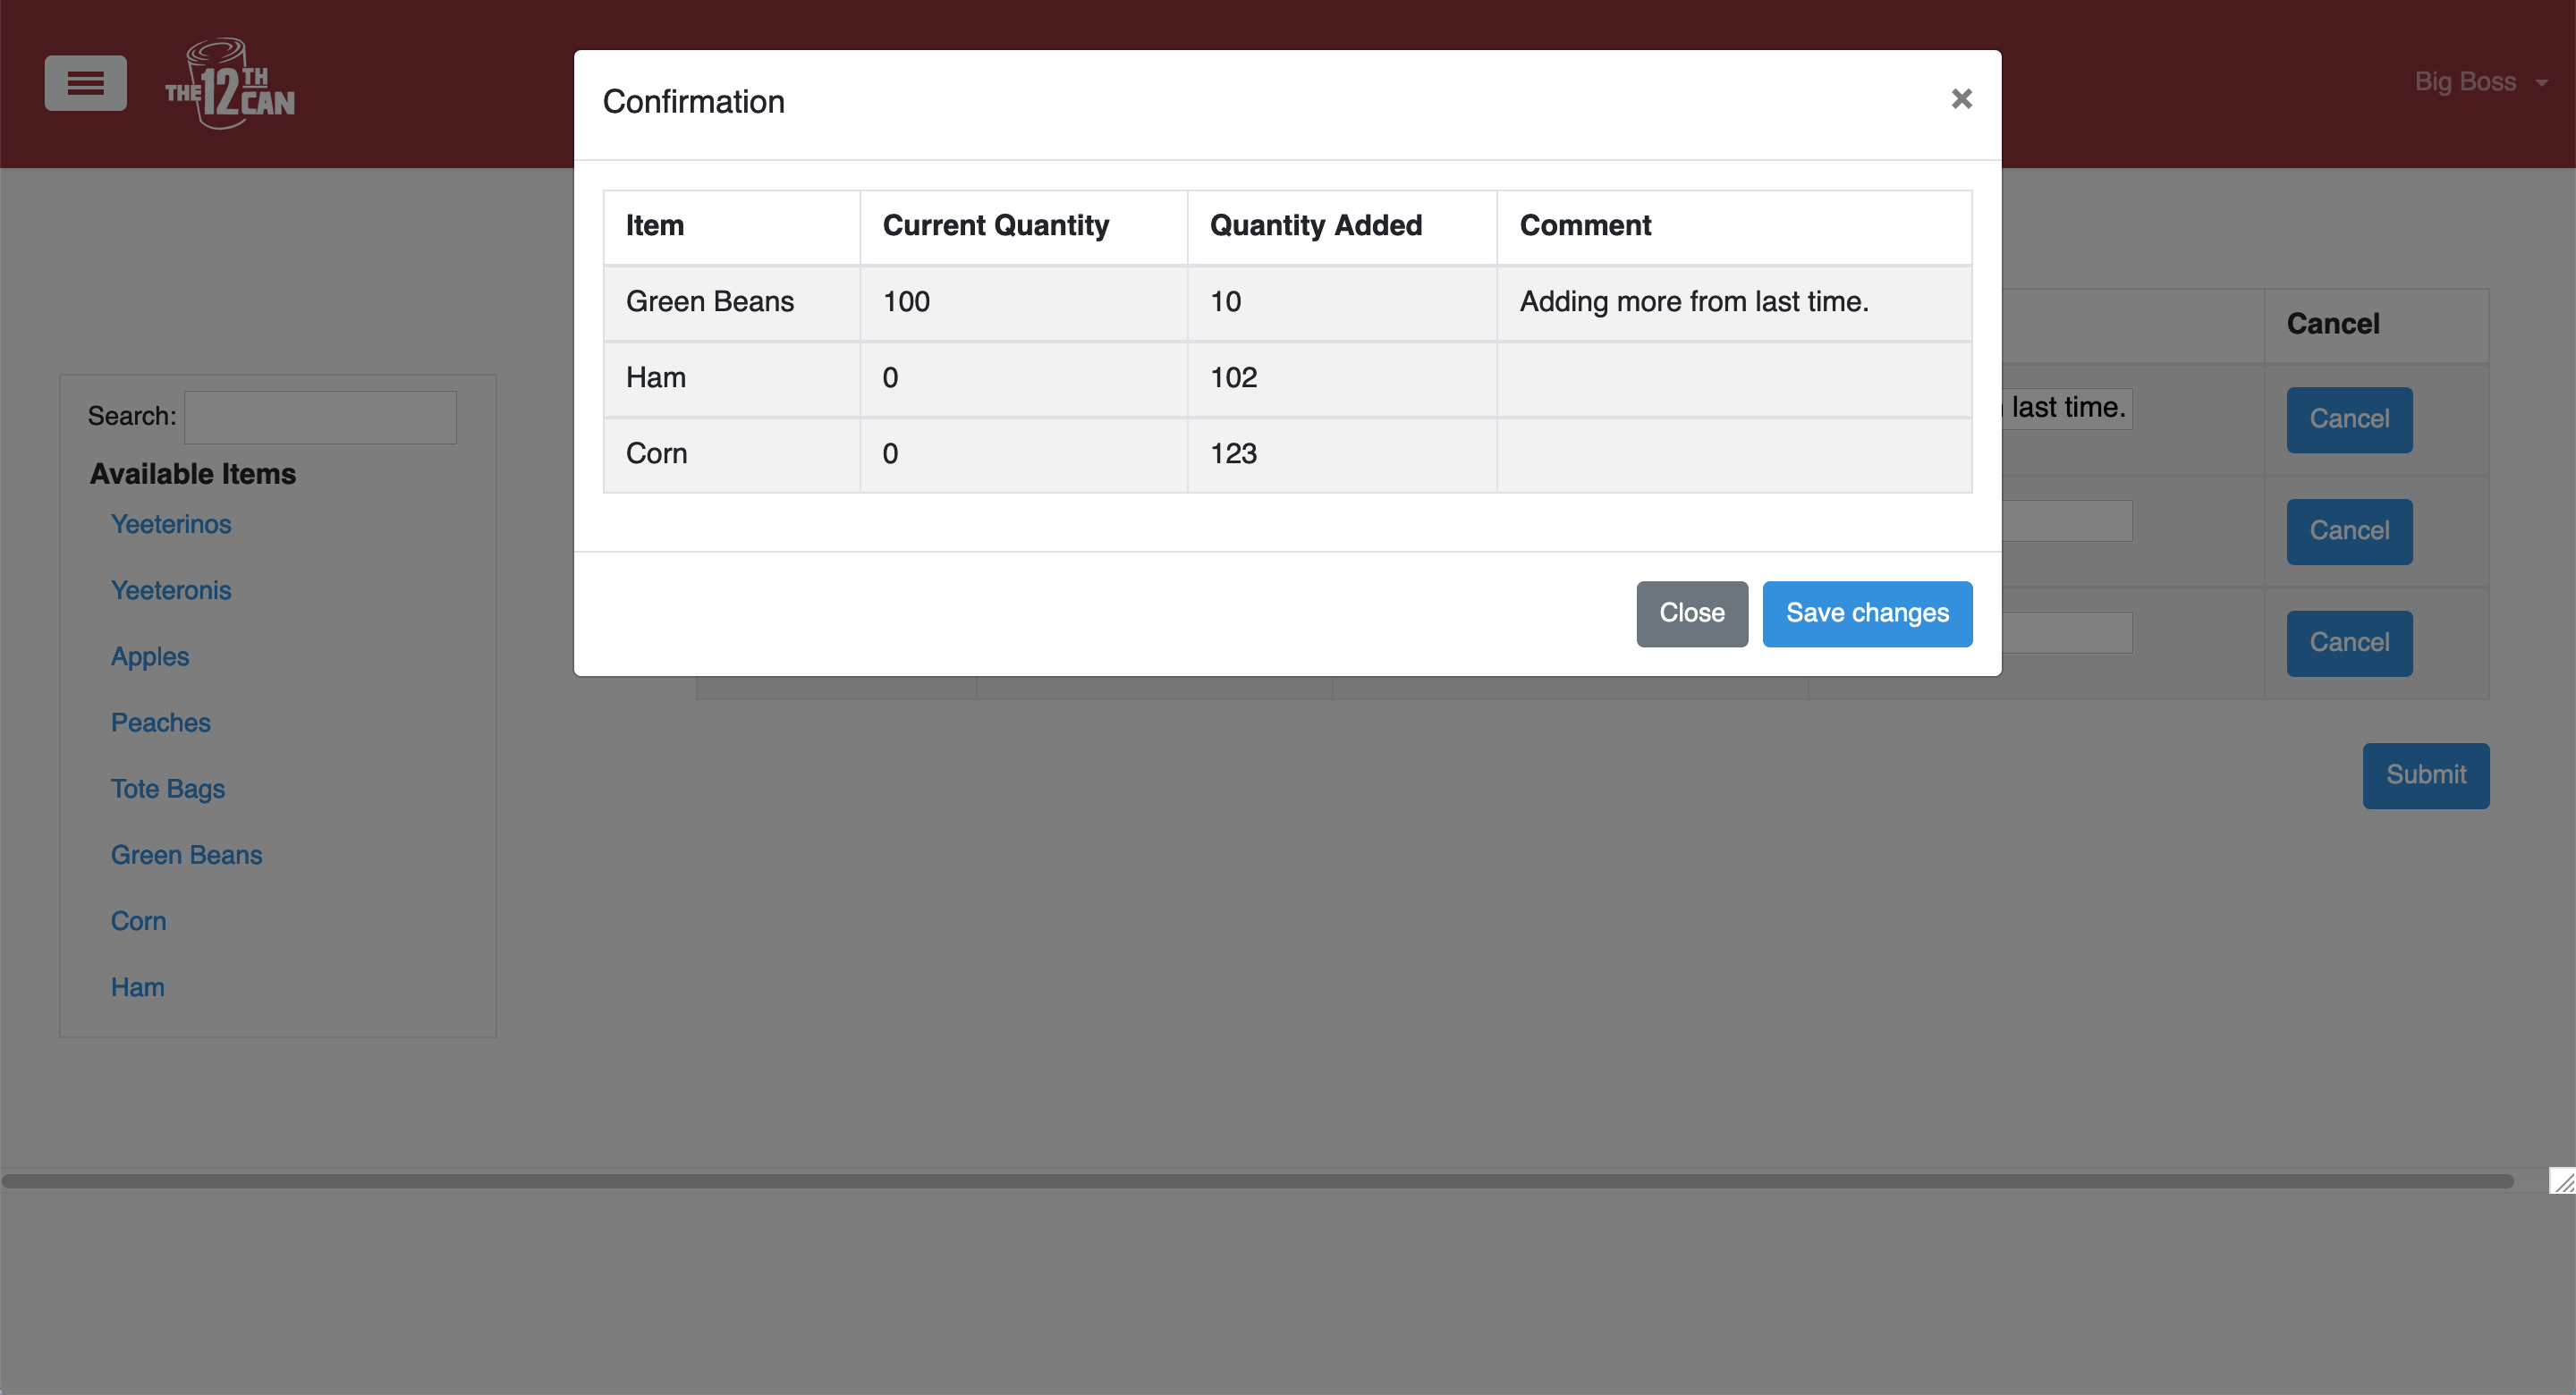 THE 12TH CAN
Big Boss
Confirmation
×
Item Current Quantity Quantity Added Comment
Green Beans 100 10 Adding more from last time.
Ham 0 102
Corn 0 123
Close Save changes
Cancel
last time. Cancel
Cancel
Cancel
Submit
Search:
Available Items
Yeeterinos
Yeeteronis
Apples
Peaches
Tote Bags
Green Beans
Corn
Ham